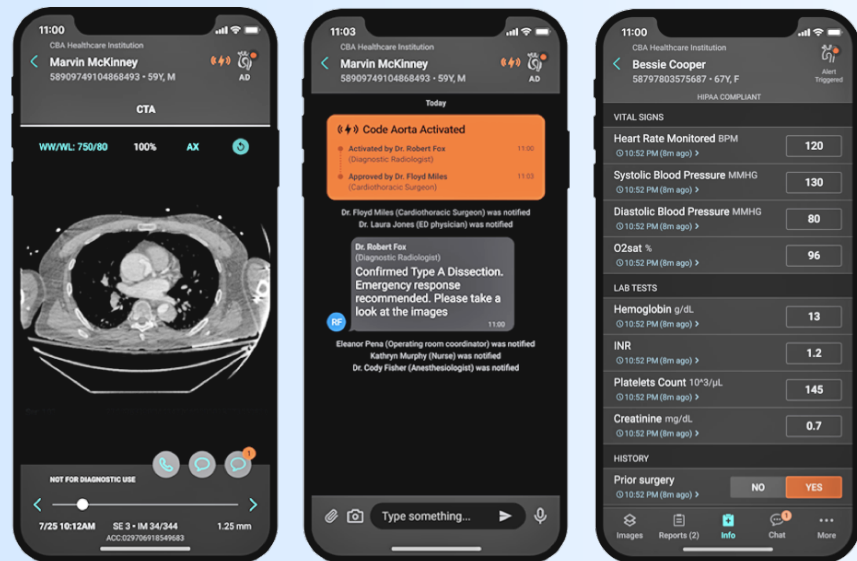 11:00
CBA Healthcare Institution
Marvin McKinney
58909749104868493 • 59Y, M
AD
CTA
WW/WL: 750/80 100% AX
1
NOT FOR DIAGNOSTIC USE
7/25 10:12AM SE 3 • IM 34/344 1.25 mm
ACC:029706918549683
11:03
CBA Healthcare Institution
Marvin McKinney
58909749104868493 • 59Y, M
AD
Today
Code Aorta Activated
Activated by Dr. Robert Fox 11:00
(Diagnostic Radiologist)
Approved by Dr. Floyd Miles 11:03
(Cardiothoracic Surgeon)
Dr. Floyd Miles (Cardiothoracic Surgeon) was notified
Dr. Laura Jones (ED physician) was notified
Dr. Robert Fox
(Diagnostic Radiologist)
Confirmed Type A Dissection.
Emergency response
recommended. Please take a
look at the images
11:00
RF
Eleanor Pena (Operating room coordinator) was notified
Kathryn Murphy (Nurse) was notified
Dr. Cody Fisher (Anesthesiologist) was notified
Type something...
11:00
CBA Healthcare Institution
Bessie Cooper
58797803575687 • 67Y, F
Alert
Triggered
HIPAA COMPLIANT
VITAL SIGNS
Heart Rate Monitored BPM 120
10:52 PM (8m ago)
Systolic Blood Pressure MMHG 130
10:52 PM (8m ago)
Diastolic Blood Pressure MMHG 80
10:52 PM (8m ago)
O2sat % 96
10:52 PM (8m ago)
LAB TESTS
Hemoglobin g/dL 13
10:52 PM (8m ago)
INR 1.2
10:52 PM (8m ago)
Platelets Count 10^3/µL 145
10:52 PM (8m ago)
Creatinine mg/dL 0.7
10:52 PM (8m ago)
HISTORY
Prior surgery NO YES
10:52 PM (8m ago)
1
Images Reports (2) Info Chat More